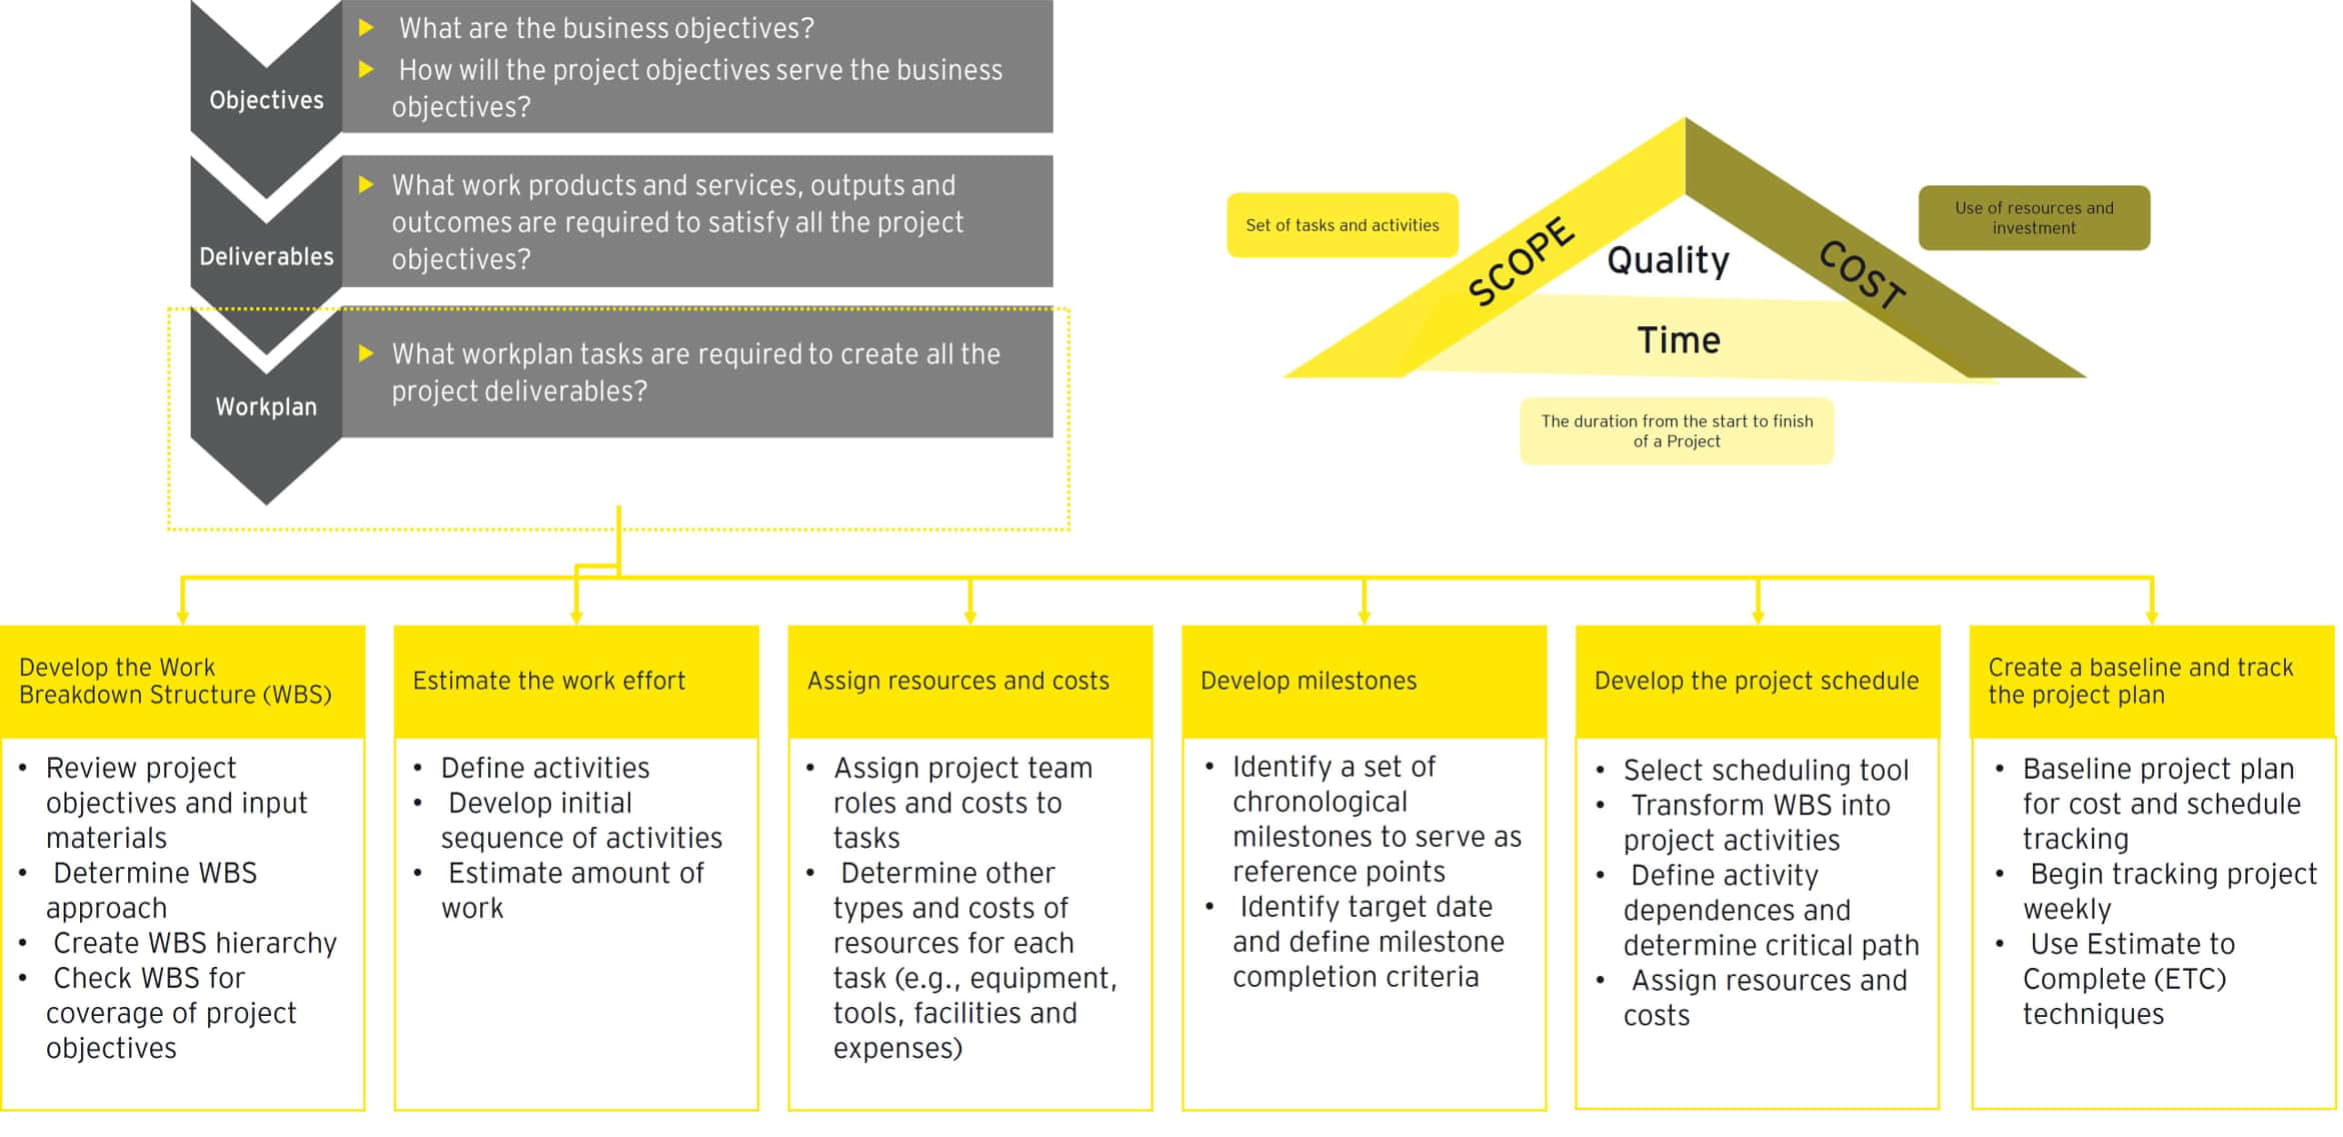 What are the business objectives?
How will the project objectives serve the business
objectives?
Objectives
What work products and services, outputs and
outcomes are required to satisfy all the project
objectives?
Deliverables
What workplan tasks are required to create all the
project deliverables?
Workplan
Set of tasks and activities
SCOPE
Quality
COST
Use of resources and
investment
Time
The duration from the start to finish
of a Project
Develop the Work
Breakdown Structure (WBS)
• Review project
objectives and input
materials
• Determine WBS
approach
• Create WBS hierarchy
• Check WBS for
coverage of project
objectives
Estimate the work effort
• Define activities
• Develop initial
sequence of activities
• Estimate amount of
work
Assign resources and costs
• Assign project team
roles and costs to
tasks
• Determine other
types and costs of
resources for each
task (e.g., equipment,
tools, facilities and
expenses)
Develop milestones
• Identify a set of
chronological
milestones to serve as
reference points
• Identify target date
and define milestone
completion criteria
Develop the project schedule
• Select scheduling tool
• Transform WBS into
project activities
• Define activity
dependences and
determine critical path
• Assign resources and
costs
Create a baseline and track
the project plan
• Baseline project plan
for cost and schedule
tracking
• Begin tracking project
weekly
• Use Estimate to
Complete (ETC)
techniques